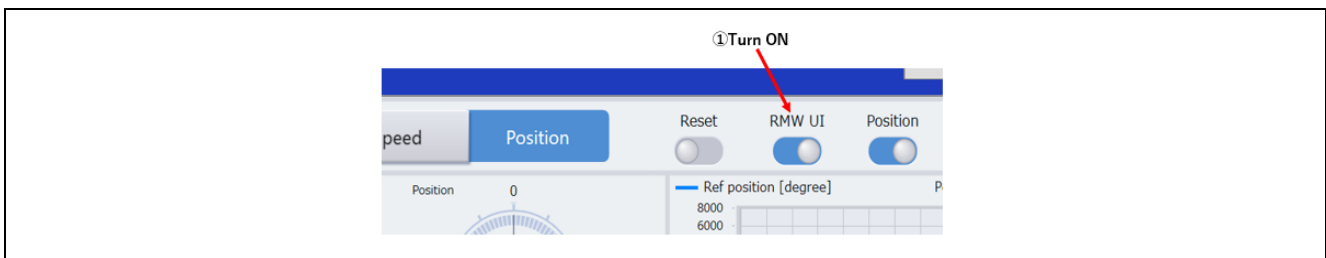 ①Turn ON
Reset RMW UI Position
peed Position
Position 0
Ref position [degree] P
8000
6000